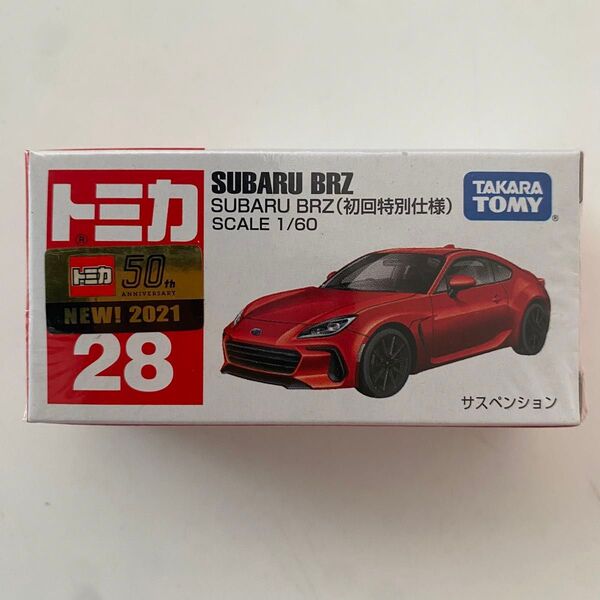 トミカ
®
トミカ
50th
ANNIVERSARY
NEW! 2021
28
SUBARU BRZ
SUBARU BRZ(初回特別仕様)
SCALE 1/60
TAKARA
TOMY
®
サスペンション